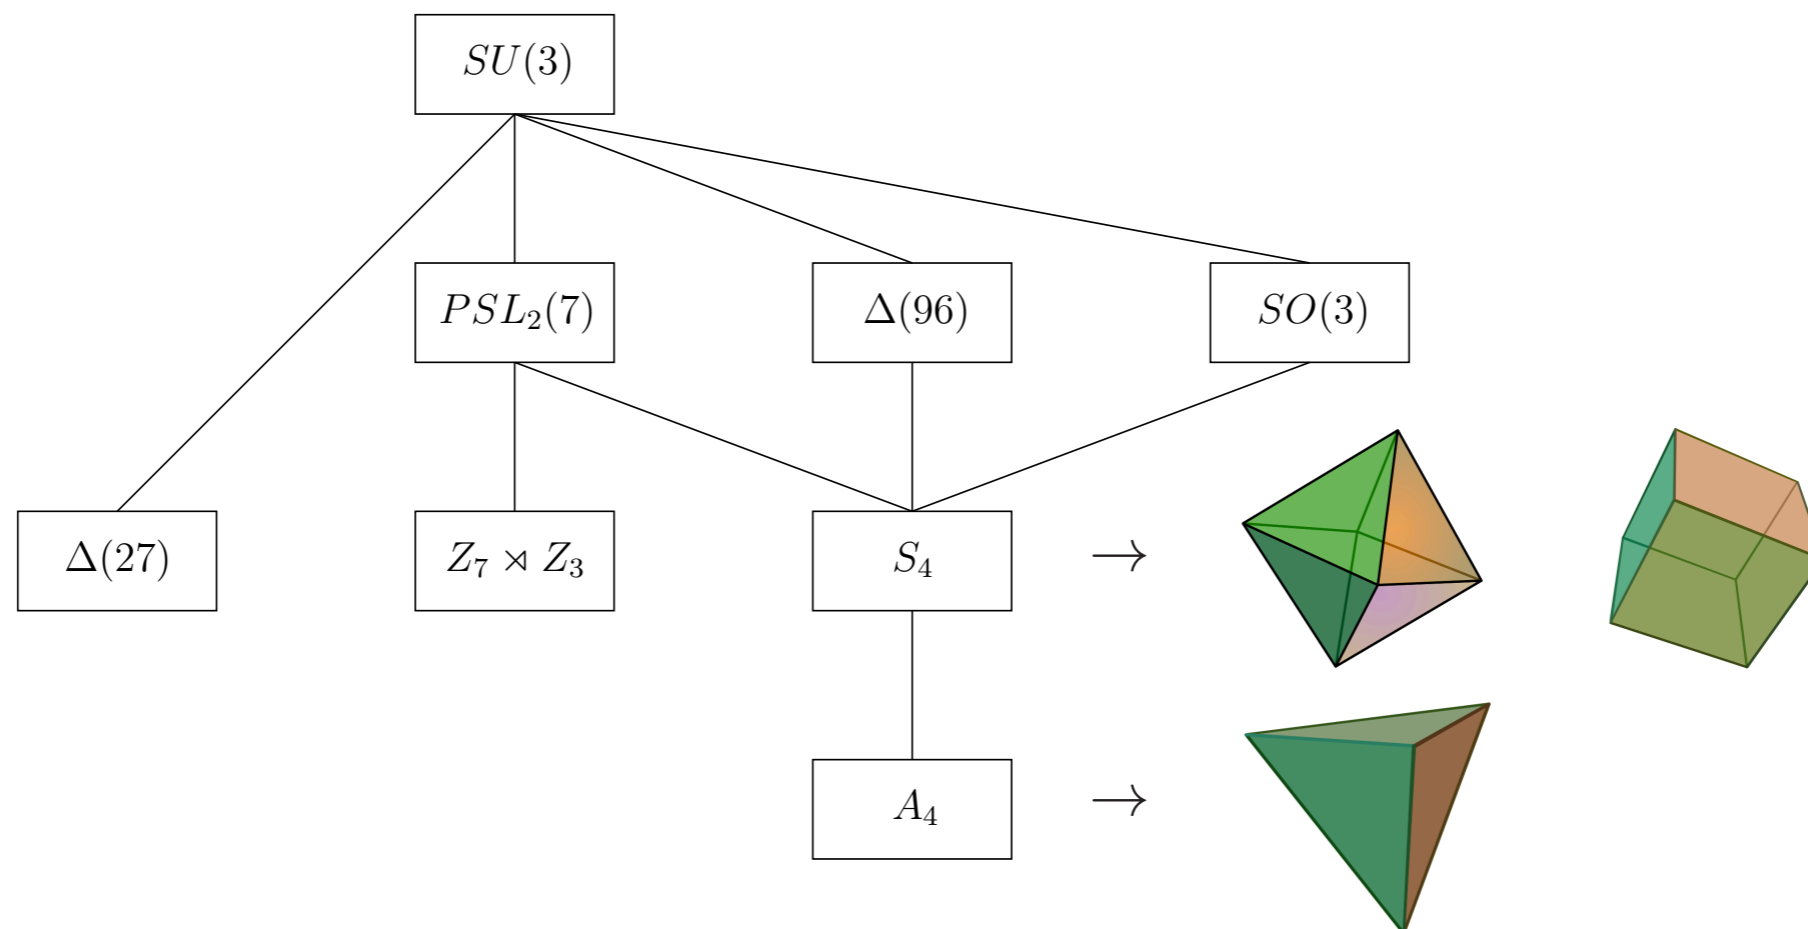 SU(3)
PSL₂(7)
Δ(96)
SO(3)
Δ(27)
Z₇ ⋊ Z₃
S₄
→
A₄
→